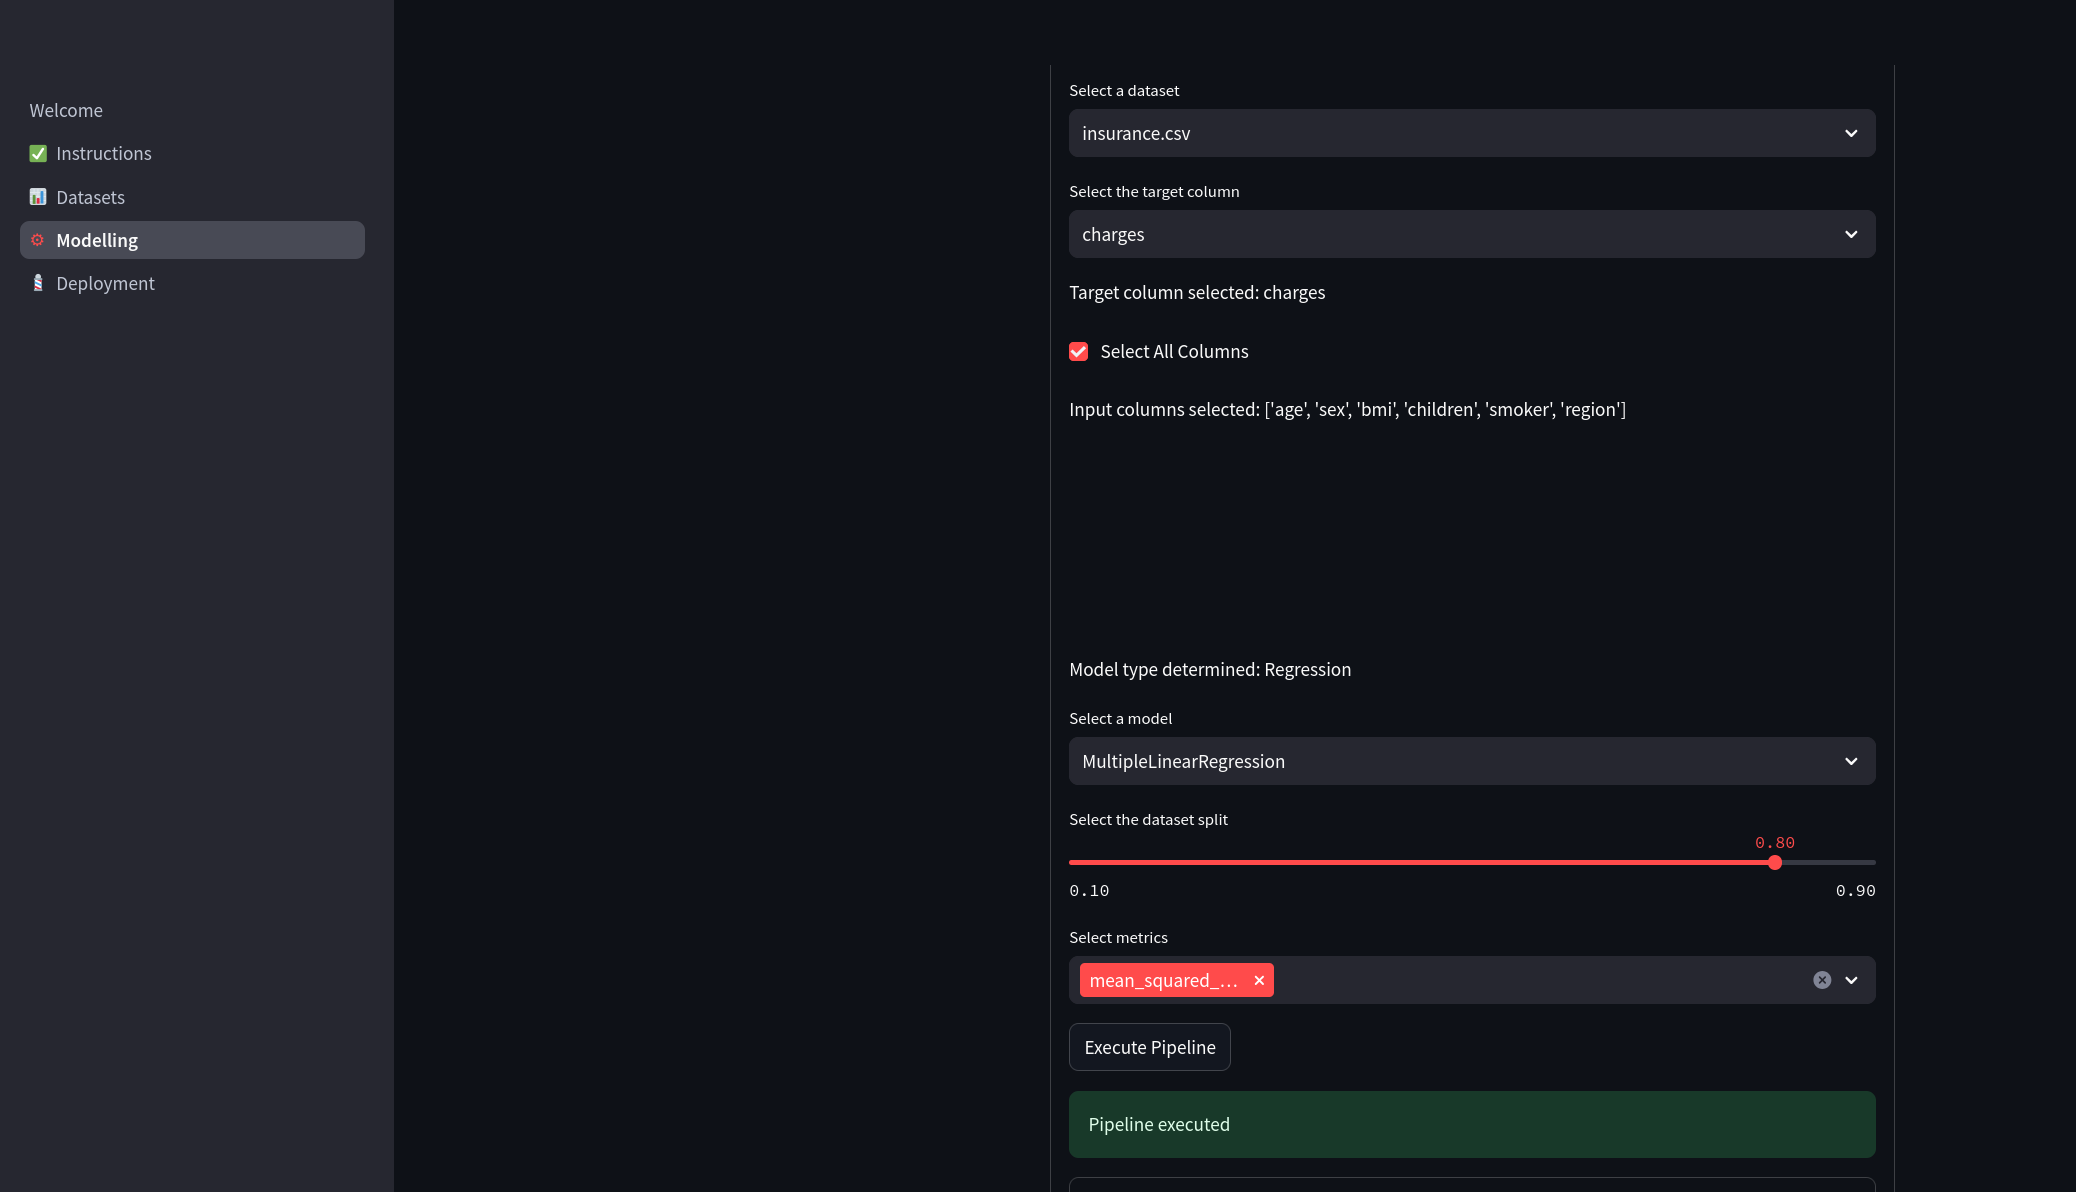 Welcome
Instructions
Datasets
Modelling
Deployment
Select a dataset
insurance.csv
Select the target column
charges
Target column selected: charges
Select All Columns
Input columns selected: ['age', 'sex', 'bmi', 'children', 'smoker', 'region']
Model type determined: Regression
Select a model
MultipleLinearRegression
Select the dataset split
0.80
0.10 0.90
Select metrics
mean_squared_...
Execute Pipeline
Pipeline executed